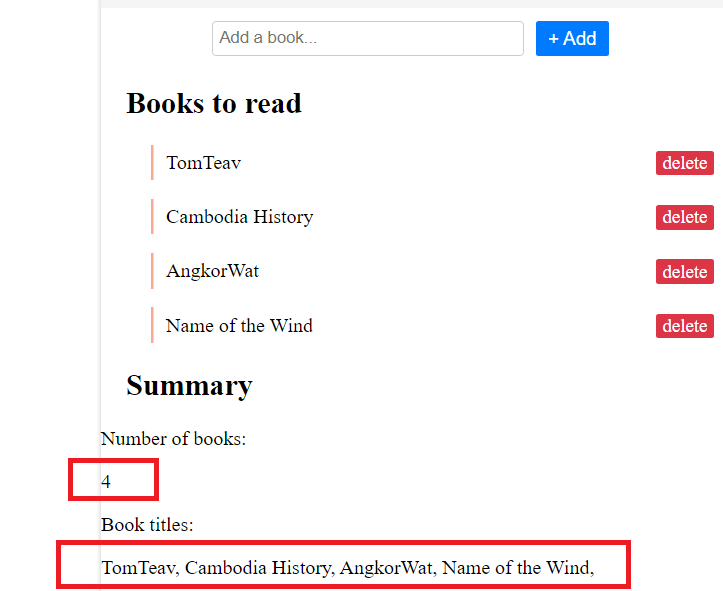 Add a book... + Add
Books to read
TomTeav delete
Cambodia History delete
AngkorWat delete
Name of the Wind delete
Summary
Number of books:
4
Book titles:
TomTeav, Cambodia History, AngkorWat, Name of the Wind,